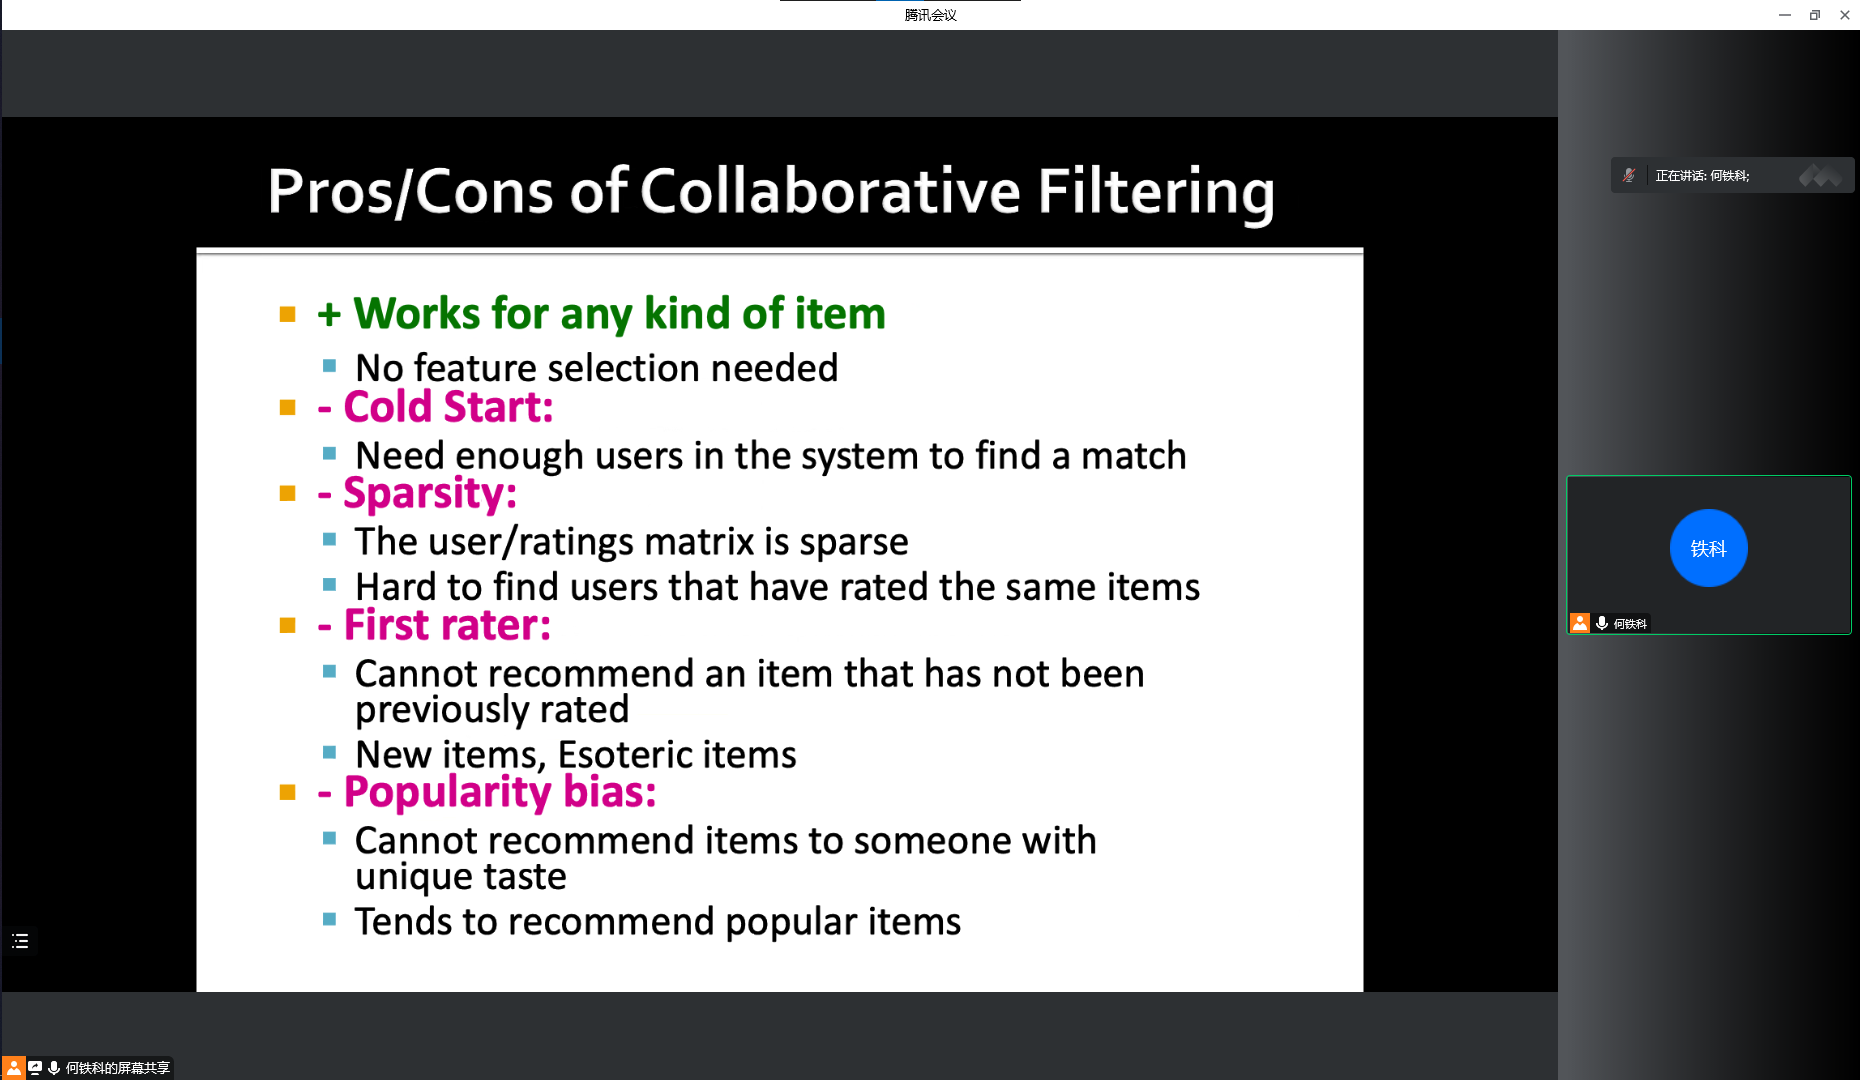 腾讯会议
Pros/Cons of Collaborative Filtering
+ Works for any kind of item
No feature selection needed
- Cold Start:
Need enough users in the system to find a match
- Sparsity:
The user/ratings matrix is sparse
Hard to find users that have rated the same items
- First rater:
Cannot recommend an item that has not been
previously rated
New items, Esoteric items
- Popularity bias:
Cannot recommend items to someone with
unique taste
Tends to recommend popular items
正在讲话: 何铁科;
铁科
何铁科
何铁科的屏幕共享